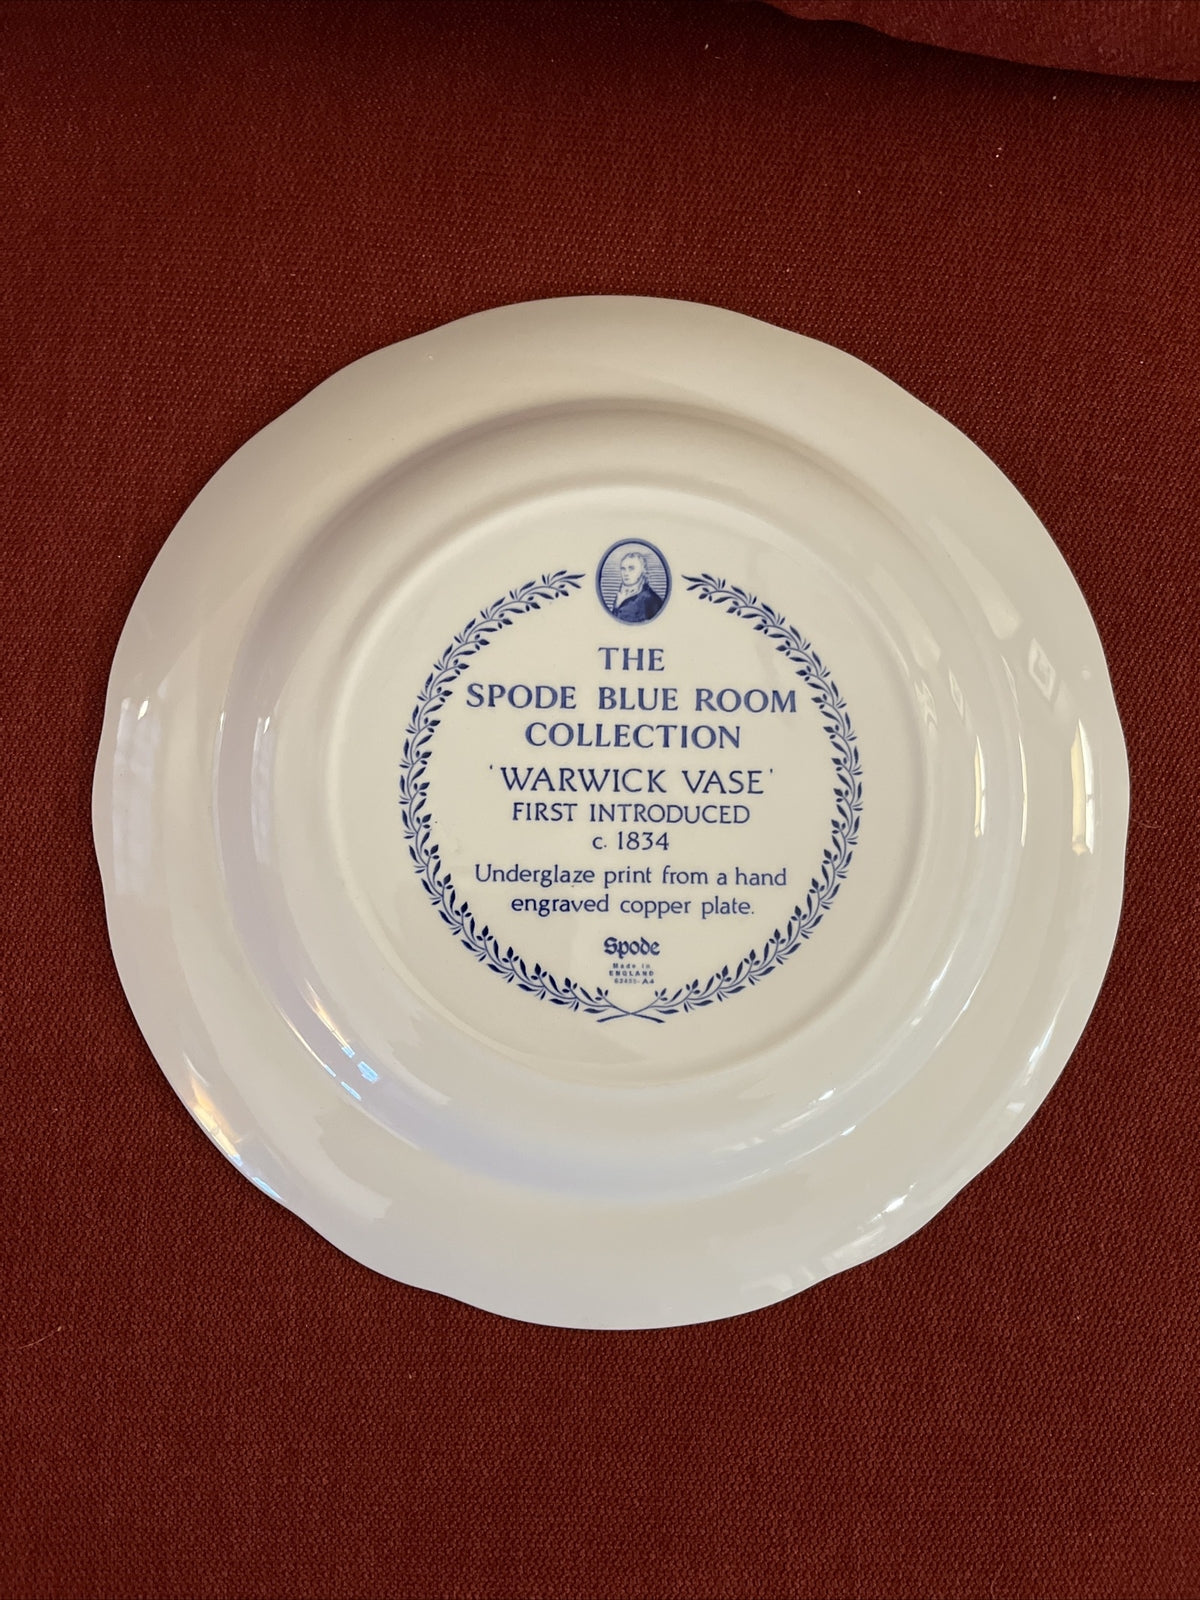 THE
SPODE BLUE ROOM
COLLECTION
'WARWICK VASE'
FIRST INTRODUCED
c. 1834
Underglaze print from a hand
engraved copper plate.
Spode
Made in
ENGLAND